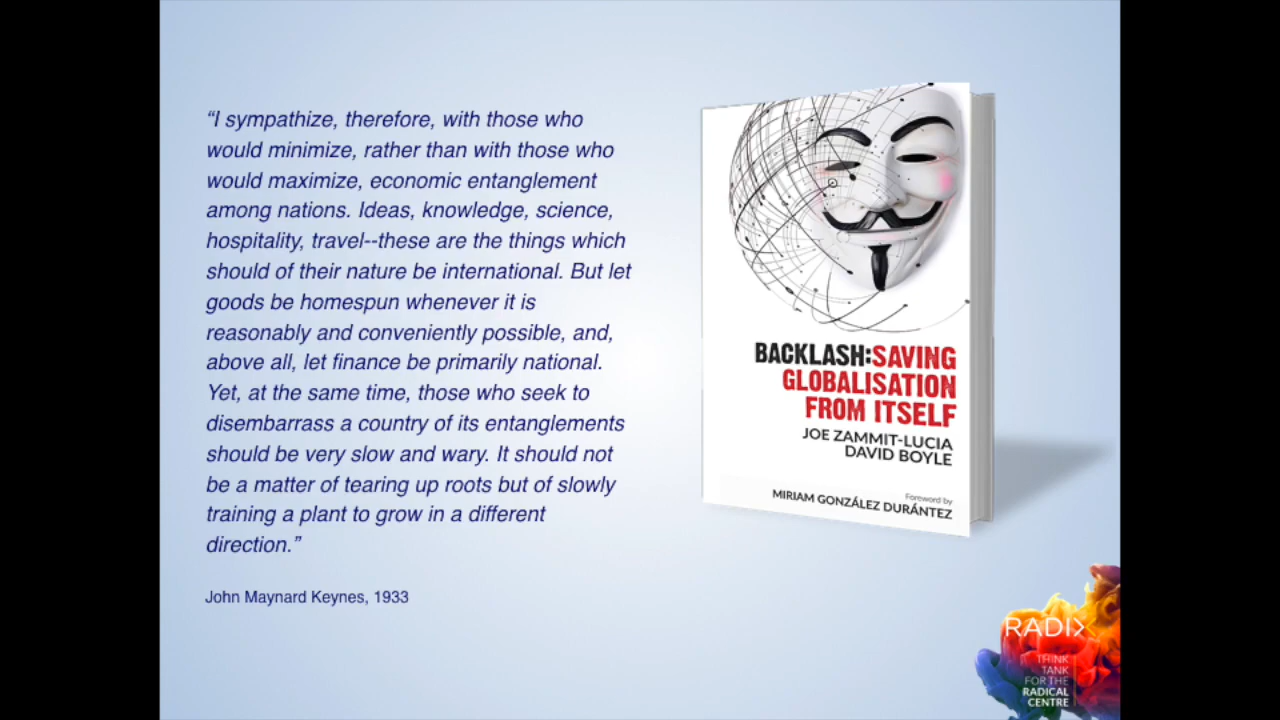 “I sympathize, therefore, with those who
would minimize, rather than with those who
would maximize, economic entanglement
among nations. Ideas, knowledge, science,
hospitality, travel--these are the things which
should of their nature be international. But let
goods be homespun whenever it is
reasonably and conveniently possible, and,
above all, let finance be primarily national.
Yet, at the same time, those who seek to
disembarrass a country of its entanglements
should be very slow and wary. It should not
be a matter of tearing up roots but of slowly
training a plant to grow in a different
direction.”
John Maynard Keynes, 1933
BACKLASH:SAVING
GLOBALISATION
FROM ITSELF
JOE ZAMMIT-LUCIA
DAVID BOYLE
Foreword by
MIRIAM GONZÁLEZ DURÁNTEZ
RADIX
THINK
TANK
FOR THE
RADICAL
CENTRE